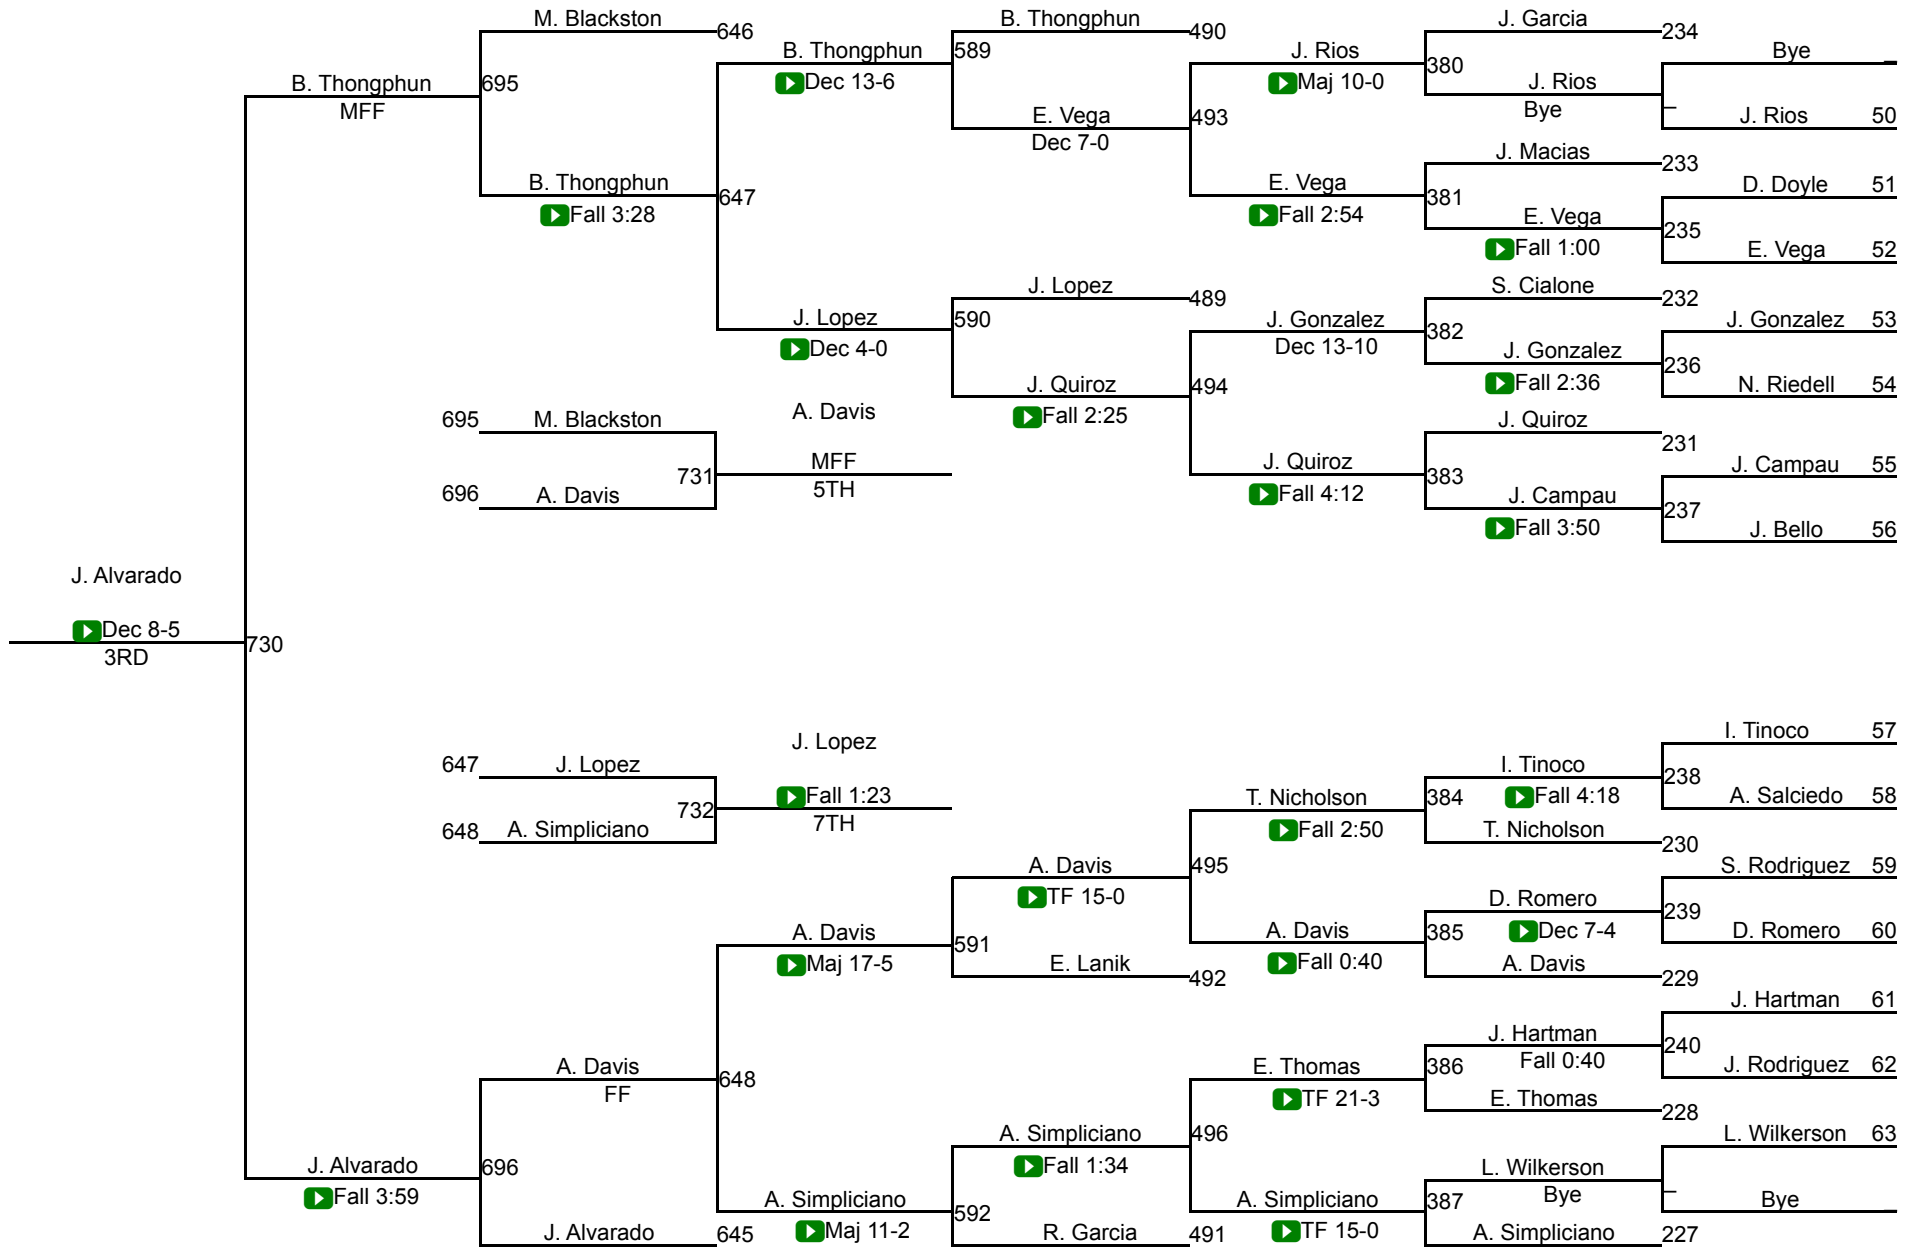 M. Blackston
646
B. Thongphun
490
J. Garcia
234
B. Thongphun
Dec 13-6
589
J. Rios
Maj 10-0
380
Bye
B. Thongphun
MFF
695
J. Rios
Bye
E. Vega
Dec 7-0
493
J. Rios 50
J. Macias
233
B. Thongphun
Fall 3:28
647
E. Vega
Fall 2:54
381
D. Doyle 51
E. Vega
Fall 1:00
235
E. Vega 52
J. Lopez
489
S. Cialone
232
J. Lopez
Dec 4-0
590
J. Gonzalez
Dec 13-10
382
J. Gonzalez 53
J. Gonzalez
Fall 2:36
236
J. Quiroz
Fall 2:25
494
N. Riedell 54
695
M. Blackston
A. Davis
J. Quiroz
231
731
MFF
5TH
J. Quiroz
Fall 4:12
383
J. Campau 55
696
A. Davis
J. Campau
Fall 3:50
237
J. Bello 56
J. Alvarado
Dec 8-5
3RD
730
I. Tinoco 57
J. Lopez
647
J. Lopez
I. Tinoco
Fall 4:18
238
732
Fall 1:23
7TH
T. Nicholson
Fall 2:50
384
A. Salciedo 58
648
A. Simpliciano
T. Nicholson
230
A. Davis
TF 15-0
495
S. Rodriguez 59
D. Romero
Dec 7-4
239
A. Davis
Maj 17-5
591
A. Davis
Fall 0:40
385
D. Romero 60
E. Lanik
492
A. Davis
229
J. Hartman 61
J. Hartman
Fall 0:40
240
A. Davis
FF
648
E. Thomas
TF 21-3
386
J. Rodriguez 62
E. Thomas
228
A. Simpliciano
Fall 1:34
496
L. Wilkerson 63
J. Alvarado
Fall 3:59
696
L. Wilkerson
Bye
A. Simpliciano
Maj 11-2
592
A. Simpliciano
TF 15-0
387
Bye
J. Alvarado
645
R. Garcia
491
A. Simpliciano
227